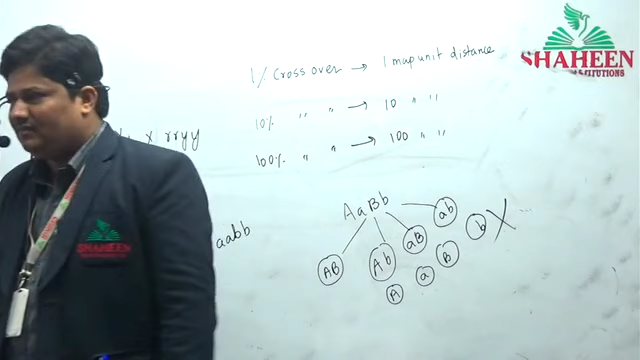 1% Cross over → 1 map unit distance
10% " " → 10 " "
100% " " → 100 " "
x rryy
aabb
AaBb
AB Ab aB ab
A a B b X
SHAHEEN
INSTITUTIONS
SHAHEEN